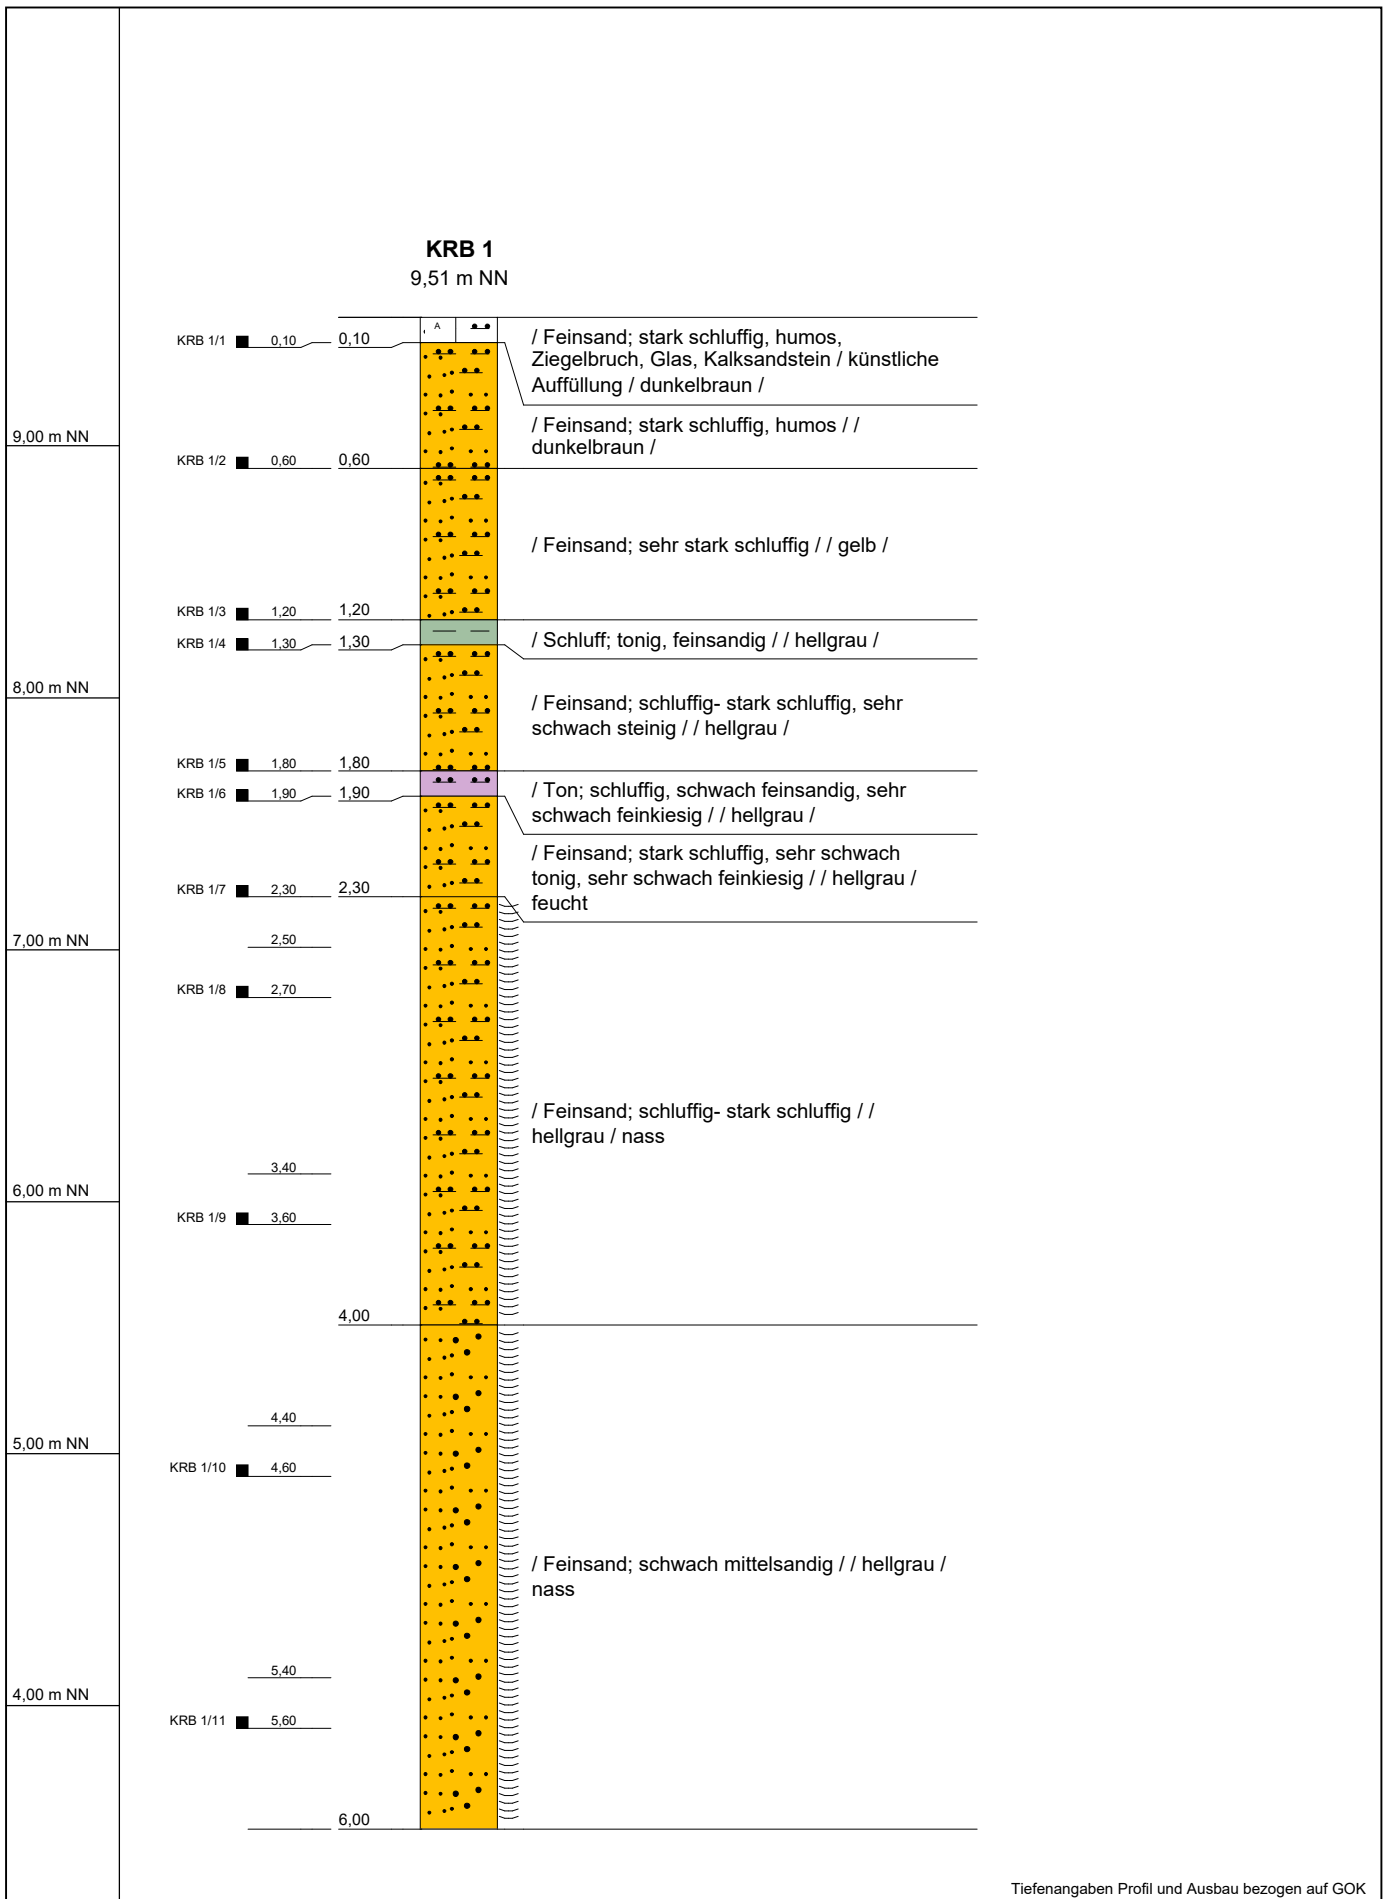 KRB 1
9,51 m NN
A
KRB 1/1 0,10 0,10
/ Feinsand; stark schluffig, humos,
Ziegelbruch, Glas, Kalksandstein / künstliche
Auffüllung / dunkelbraun /
9,00 m NN
/ Feinsand; stark schluffig, humos / /
dunkelbraun /
KRB 1/2 0,60 0,60
/ Feinsand; sehr stark schluffig / / gelb /
KRB 1/3 1,20 1,20
KRB 1/4 1,30 1,30
/ Schluff; tonig, feinsandig / / hellgrau /
8,00 m NN
/ Feinsand; schluffig- stark schluffig, sehr
schwach steinig / / hellgrau /
KRB 1/5 1,80 1,80
KRB 1/6 1,90 1,90
/ Ton; schluffig, schwach feinsandig, sehr
schwach feinkiesig / / hellgrau /
/ Feinsand; stark schluffig, sehr schwach
tonig, sehr schwach feinkiesig / / hellgrau /
feucht
KRB 1/7 2,30 2,30
7,00 m NN
2,50
KRB 1/8 2,70
/ Feinsand; schluffig- stark schluffig / /
hellgrau / nass
3,40
6,00 m NN
KRB 1/9 3,60
4,00
4,40
5,00 m NN
KRB 1/10 4,60
/ Feinsand; schwach mittelsandig / / hellgrau /
nass
5,40
4,00 m NN
KRB 1/11 5,60
6,00
Tiefenangaben Profil und Ausbau bezogen auf GOK